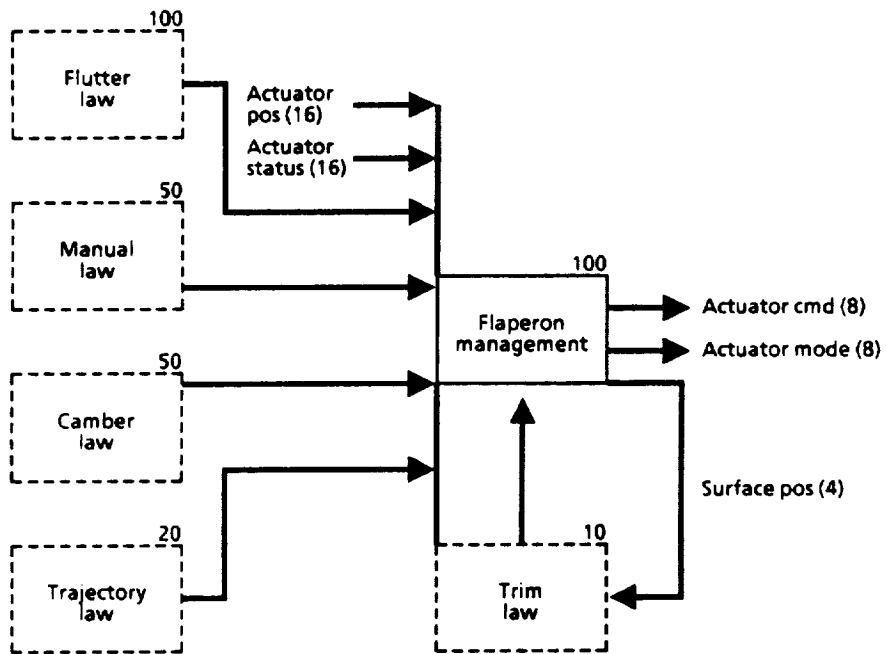 100
Flutter
law
Actuator
pos (16)
Actuator
status (16)
50
Manual
law
100
Flaperon
management
Actuator cmd (8)
Actuator mode (8)
50
Camber
law
Surface pos (4)
20
Trajectory
law
10
Trim
law